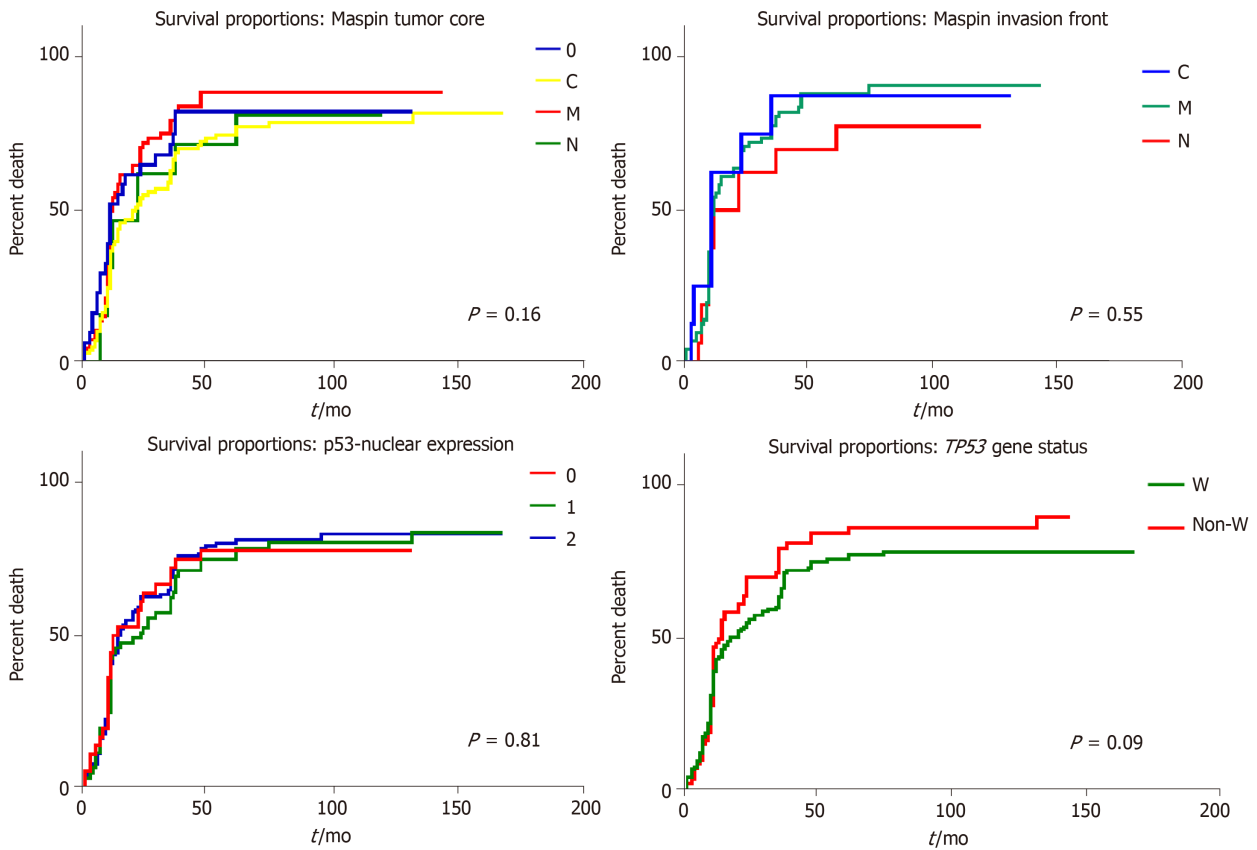 Survival proportions: Maspin tumor core
100
50
0
Percent death
0
C
M
N
P = 0.16
0 50 100 150 200
t/mo
Survival proportions: Maspin invasion front
100
50
0
Percent death
C
M
N
P = 0.55
0 50 100 150 200
t/mo
Survival proportions: p53-nuclear expression
100
50
0
Percent death
0
1
2
P = 0.81
0 50 100 150 200
t/mo
Survival proportions: TP53 gene status
100
50
0
Percent death
W
Non-W
P = 0.09
0 50 100 150 200
t/mo